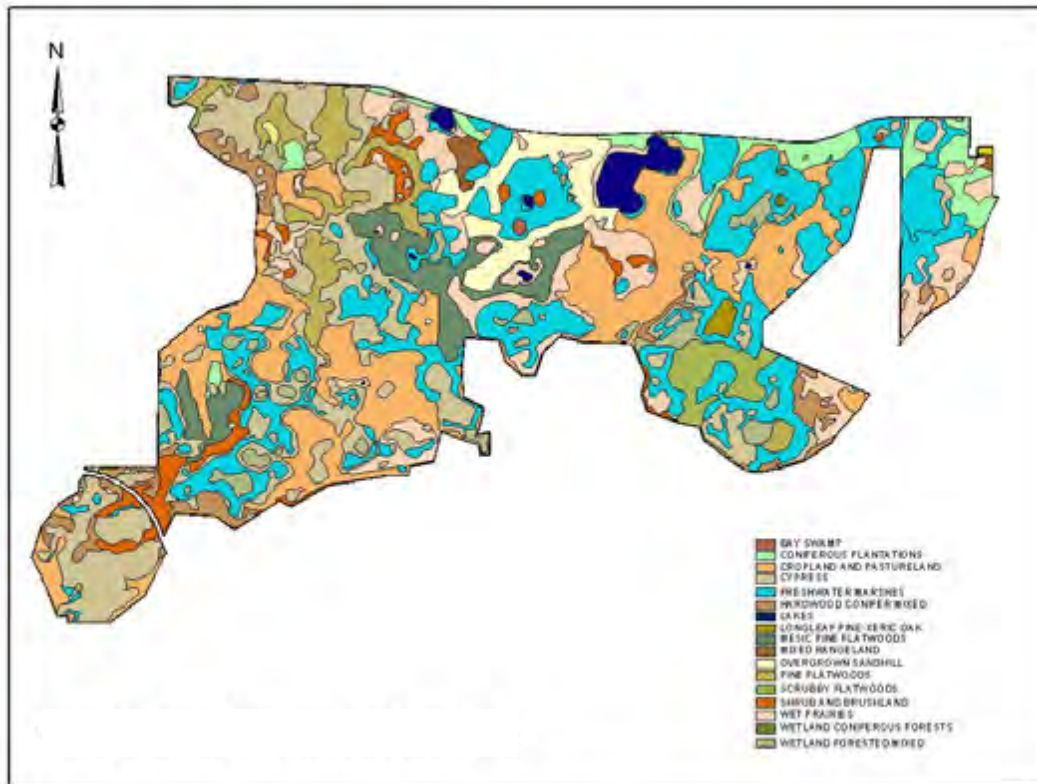 N
BAY SWAMP
CONIFEROUS PLANTATIONS
CROPLAND AND PASTURELAND
CYPRESS
FRESHWATER MARSHES
HARDWOOD CONIFER MIXED
LAKES
LONGLEAF PINE-XERIC OAK
MESIC PINE FLATWOODS
MIXED RANGELAND
OVERGROWN SANDHILL
PINE FLATWOODS
SCRUBBY FLATWOODS
SHRUB AND BRUSHLAND
WET PRAIRIES
WETLAND CONIFEROUS FORESTS
WETLAND FORESTED MIXED